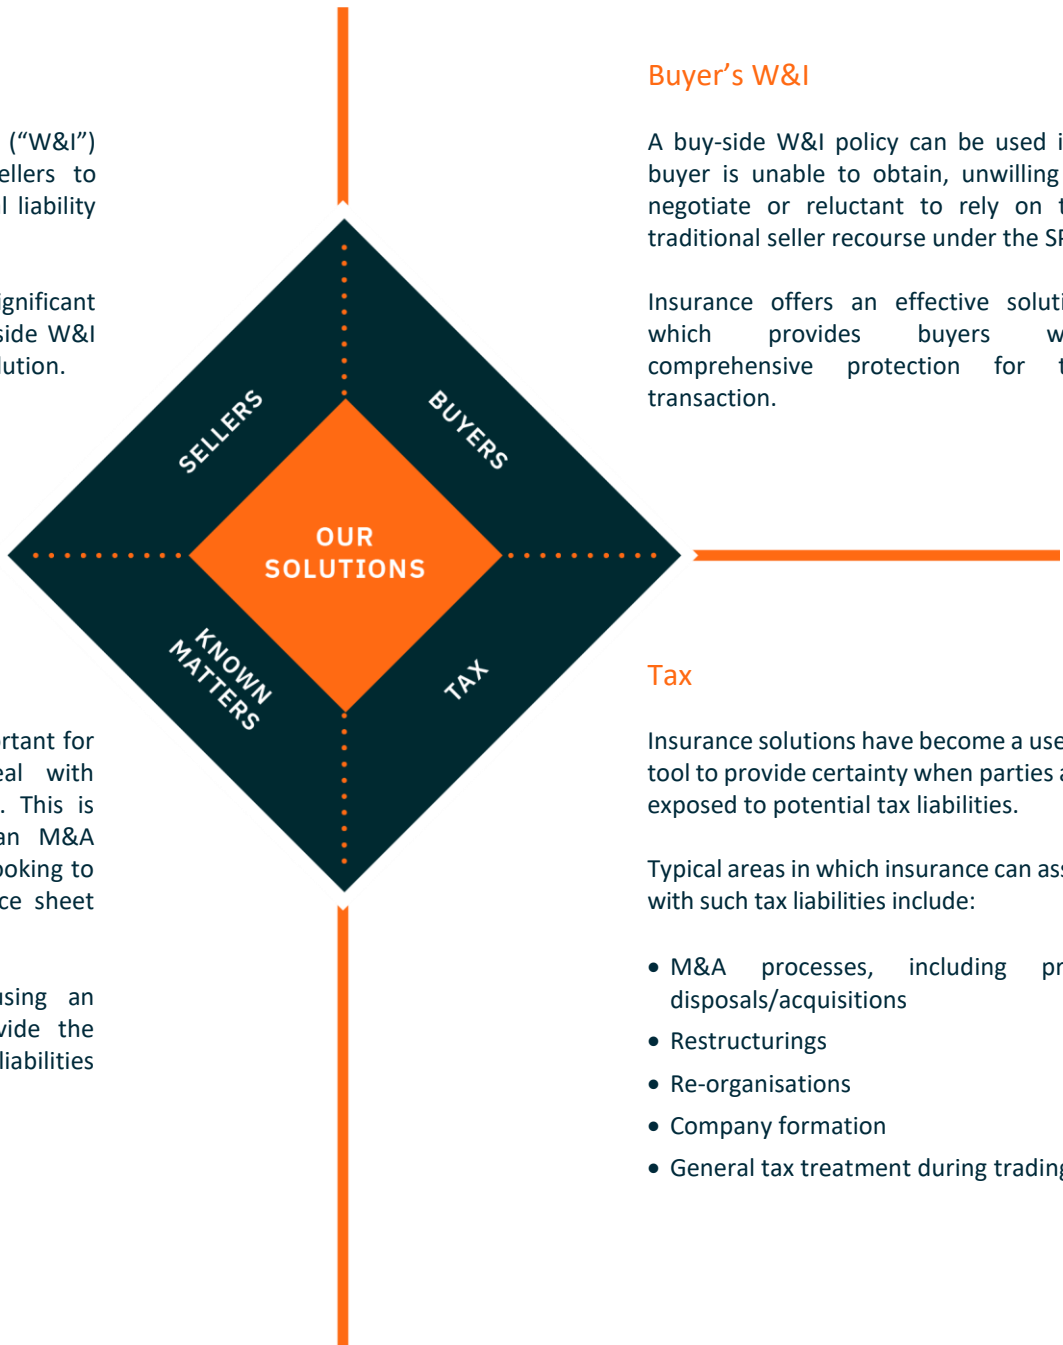 ("W&I")
ellers to
l liability
ignificant
side W&I
lution.
Buyer's W&I
A buy-side W&I policy can be used i
buyer is unable to obtain, unwilling
negotiate or reluctant to rely on t
traditional seller recourse under the SP
Insurance offers an effective soluti
which provides buyers w
comprehensive protection for t
transaction.
SELLERS
BUYERS
OUR
SOLUTIONS
KNOWN
MATTERS
TAX
rtant for
eal with
. This is
an M&A
ooking to
ce sheet
using an
vide the
liabilities
Tax
Insurance solutions have become a use
tool to provide certainty when parties a
exposed to potential tax liabilities.
Typical areas in which insurance can ass
with such tax liabilities include:
• M&A processes, including pr
disposals/acquisitions
• Restructurings
• Re-organisations
• Company formation
• General tax treatment during trading